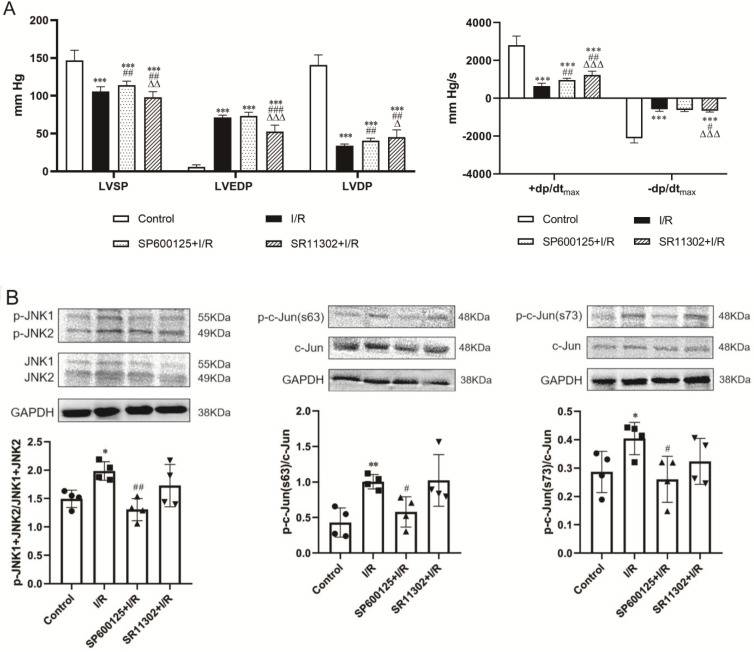 A
200
150
100
50
0
mm Hg
***
***
##
***
##
ΔΔ
***
***
***
###
ΔΔΔ
***
***
##
***
##
Δ
LVSP
LVEDP
LVDP
Control
I/R
SP600125+I/R
SR11302+I/R
4000
2000
0
-2000
-4000
mm Hg/s
***
***
##
***
##
ΔΔΔ
***
***
#
ΔΔΔ
+dp/dtmax
-dp/dtmax
Control
I/R
SP600125+I/R
SR11302+I/R
B
p-JNK1
55KDa
p-JNK2
49KDa
JNK1
55KDa
JNK2
49KDa
GAPDH
38KDa
p-c-Jun(s63)
48KDa
c-Jun
48KDa
GAPDH
38KDa
p-c-Jun(s73)
48KDa
c-Jun
48KDa
GAPDH
38KDa
p-JNK1+JNK2/JNK1+JNK2
2.5
2.0
1.5
1.0
0.5
0.0
*
##
Control
I/R
SP600125+I/R
SR11302+I/R
p-c-Jun(s63)/c-Jun
2.0
1.5
1.0
0.5
0.0
**
#
Control
I/R
SP600125+I/R
SR11302+I/R
p-c-Jun(s73)/c-Jun
0.5
0.4
0.3
0.2
0.1
0.0
*
#
Control
I/R
SP600125+I/R
SR11302+I/R